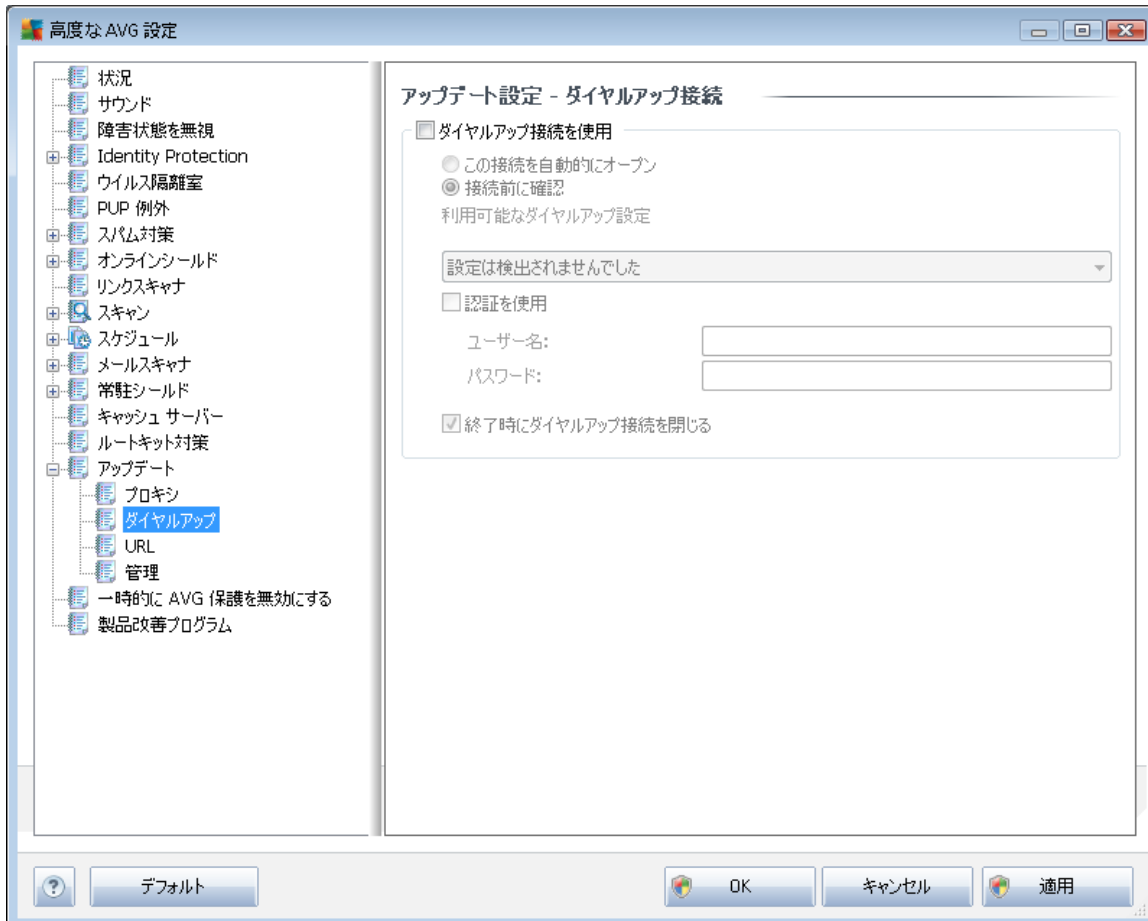 高度な AVG 設定
状況
サウンド
障害状態を無視
Identity Protection
ウイルス隔離室
PUP 例外
スパム対策
オンラインシールド
リンクスキャナ
スキャン
スケジュール
メールスキャナ
常駐シールド
キャッシュ サーバー
ルートキット対策
アップデート
プロキシ
ダイヤルアップ
URL
管理
一時的に AVG 保護を無効にする
製品改善プログラム
アップデート設定 - ダイヤルアップ接続
ダイヤルアップ接続を使用
この接続を自動的にオープン
接続前に確認
利用可能なダイヤルアップ設定
設定は検出されませんでした
認証を使用
ユーザー名:
パスワード:
終了時にダイヤルアップ接続を閉じる
? デフォルト OK キャンセル 適用